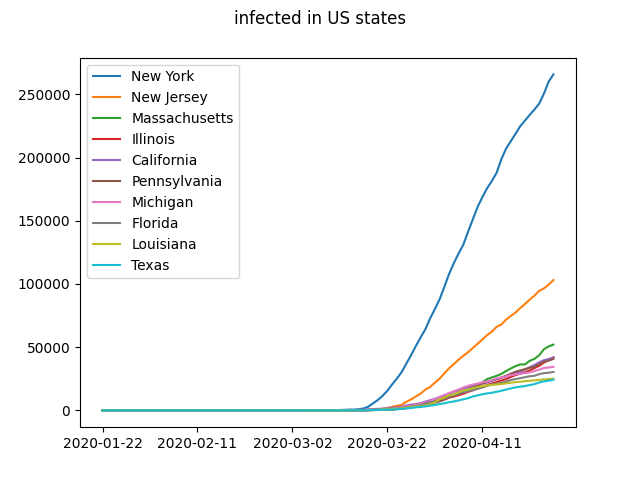 infected in US states
New York
New Jersey
Massachusetts
Illinois
California
Pennsylvania
Michigan
Florida
Louisiana
Texas
250000
200000
150000
100000
50000
0
2020-01-22 2020-02-11 2020-03-02 2020-03-22 2020-04-11